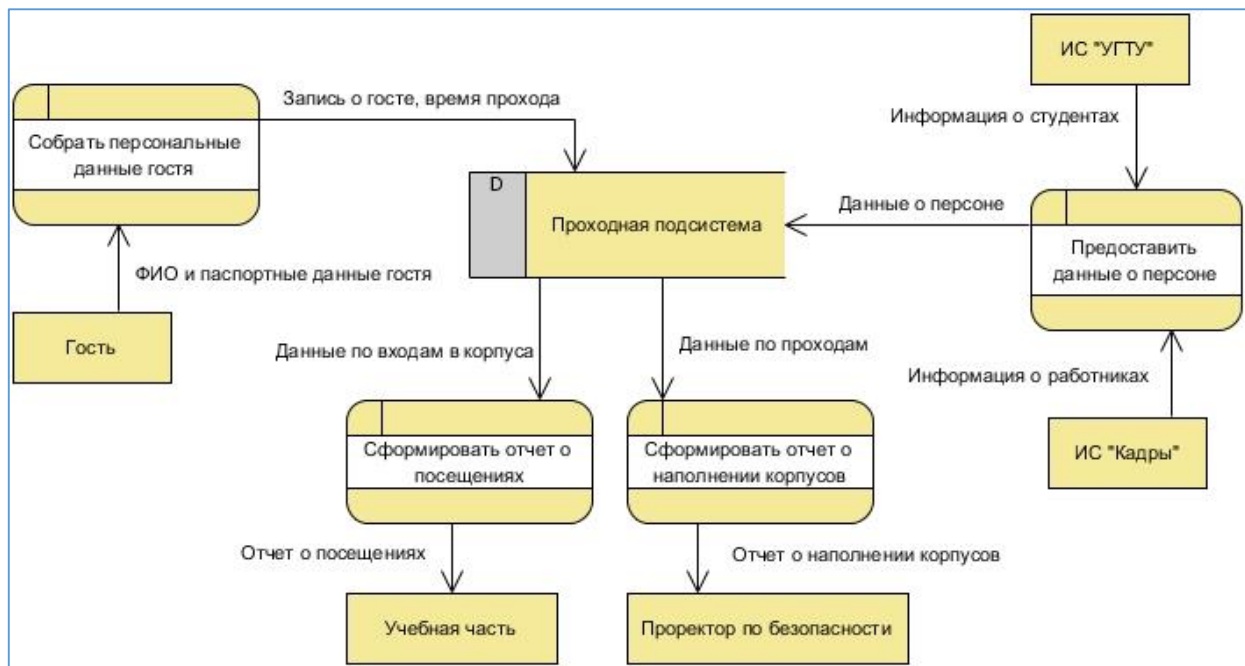 ИС "УГТУ"
Запись о госте, время прохода
Информация о студентах
Собрать персональные
данные гостя
D
Проходная подсистема
Данные о персоне
Предоставить
данные о персоне
ФИО и паспортные данные гостя
Гость
Данные по входам в корпуса
Данные по проходам
Информация о работниках
Сформировать отчет о
посещениях
Сформировать отчет о
наполнении корпусов
ИС "Кадры"
Отчет о посещениях
Отчет о наполнении корпусов
Учебная часть
Проректор по безопасности